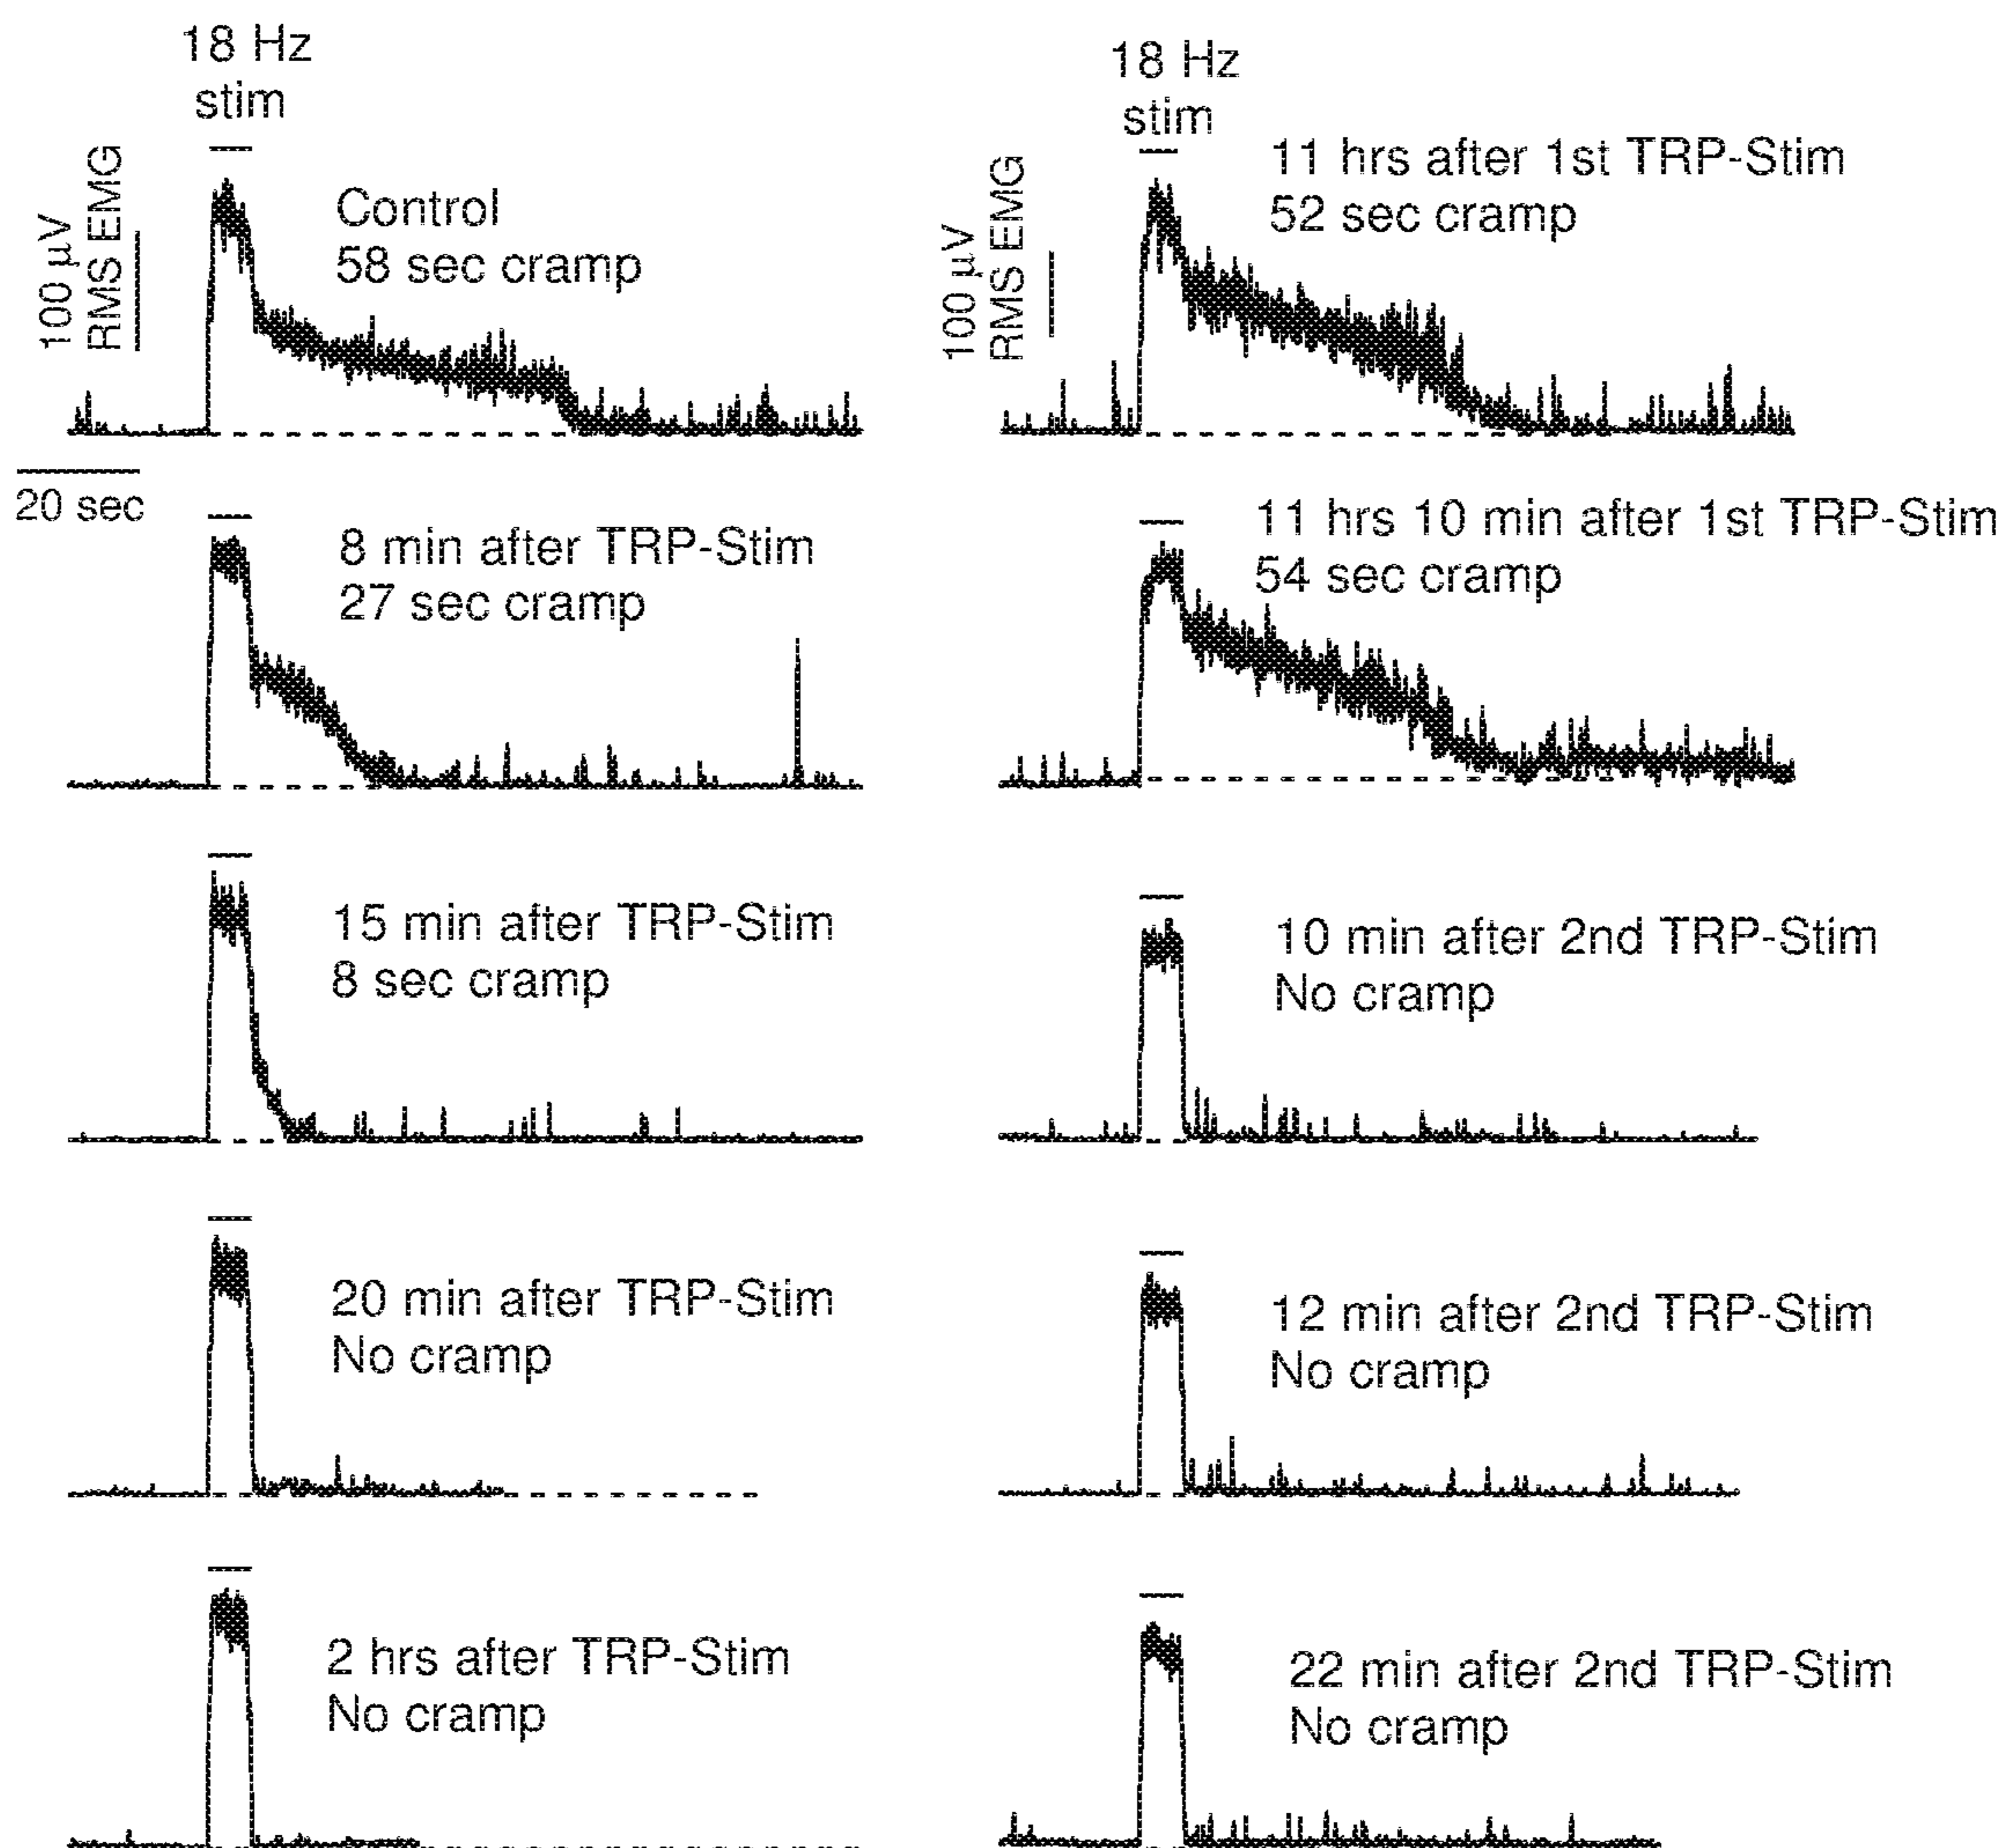 18 Hz
stim
100 µV
RMS EMG
Control
58 sec cramp
20 sec
8 min after TRP-Stim
27 sec cramp
15 min after TRP-Stim
8 sec cramp
20 min after TRP-Stim
No cramp
2 hrs after TRP-Stim
No cramp
18 Hz
stim
100 µV
RMS EMG
11 hrs after 1st TRP-Stim
52 sec cramp
11 hrs 10 min after 1st TRP-Stim
54 sec cramp
10 min after 2nd TRP-Stim
No cramp
12 min after 2nd TRP-Stim
No cramp
22 min after 2nd TRP-Stim
No cramp